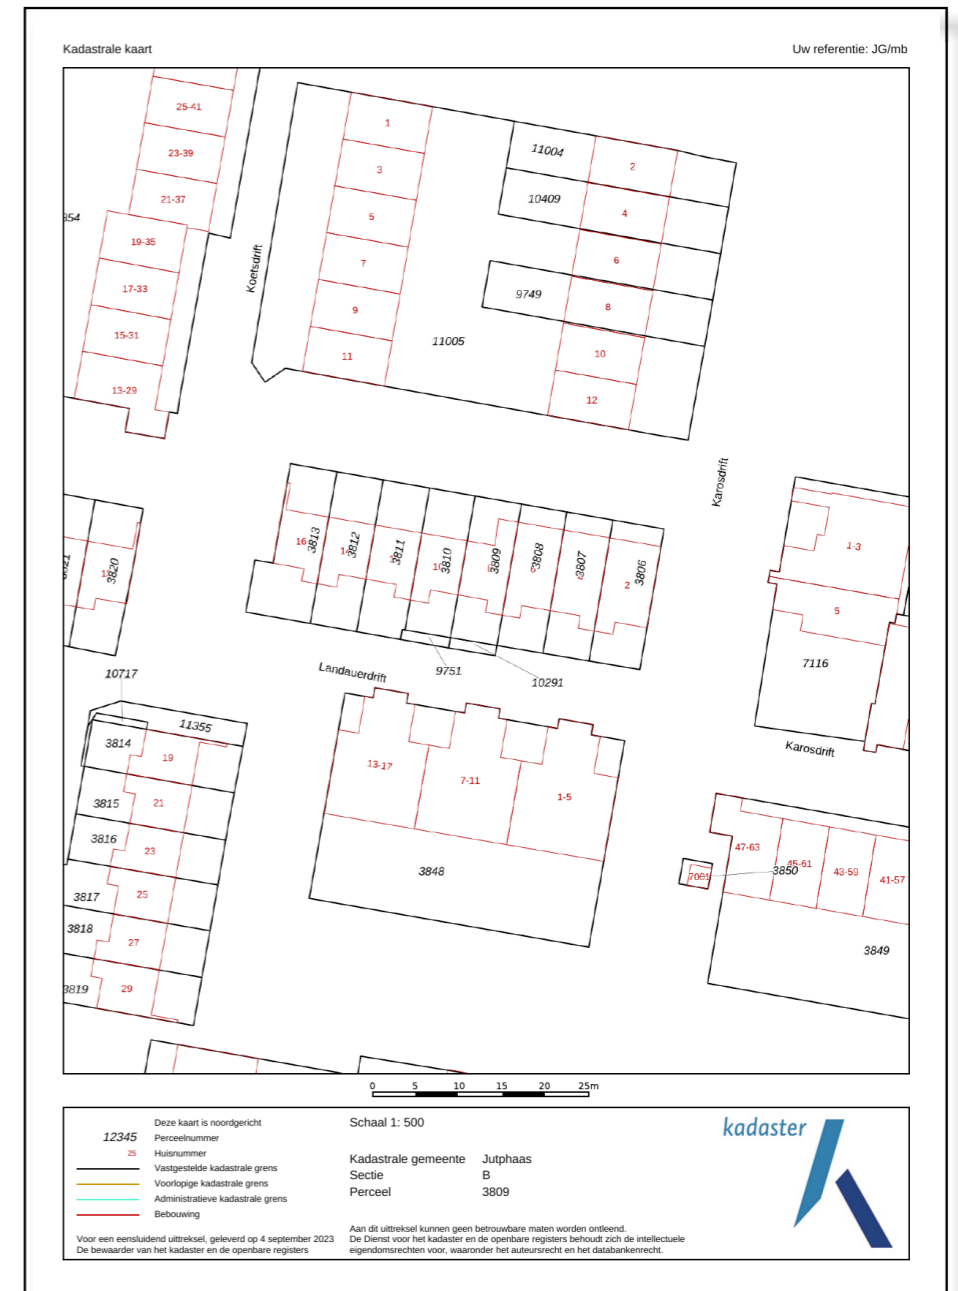 Kadastrale kaart
Uw referentie: JG/mb
25-41
1
23-39
3
11004
2
21-37
10409
4
5
19-35
6
7
Koetsdrift
17-33
9749
8
9
15-31
11005
10
11
13-29
12
Karosdrift
16
3813
3812
3811
3810
3809
3808
3807
2
3806
1-3
3820
5
7116
Landauerdrift
9751
10291
10717
11355
Karosdrift
3814
19
13-17
7-11
1-5
3815
21
3816
23
47-63
45-61
3850
43-59
41-57
7001
3848
3817
25
3818
27
3849
3819
29
0 5 10 15 20 25m
Deze kaart is noordgericht
12345 Perceelnummer
25 Huisnummer
Vastgestelde kadastrale grens
Voorlopige kadastrale grens
Administratieve kadastrale grens
Bebouwing
Voor een eensluidend uittreksel, geleverd op 4 september 2023
De bewaarder van het kadaster en de openbare registers
Schaal 1: 500
Kadastrale gemeente Jutphaas
Sectie B
Perceel 3809
Aan dit uittreksel kunnen geen betrouwbare maten worden ontleend.
De Dienst voor het kadaster en de openbare registers behoudt zich de intellectuele
eigendomsrechten voor, waaronder het auteursrecht en het databankenrecht.
kadaster